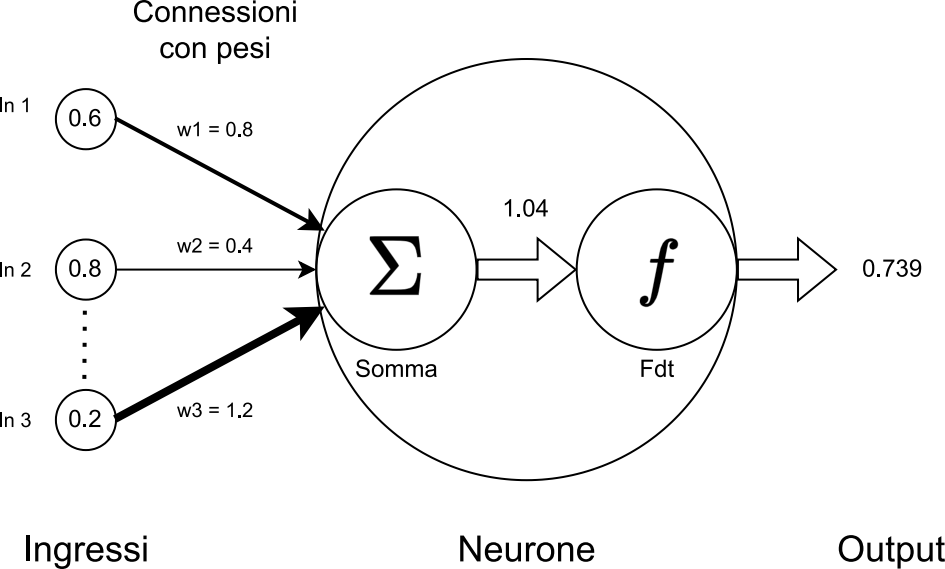 Connessioni
con pesi
In 1
0.6
w1 = 0.8
1.04
In 2
0.8
w2 = 0.4
Σ
f
0.739
Somma
Fdt
In 3
0.2
w3 = 1.2
Ingressi
Neurone
Output